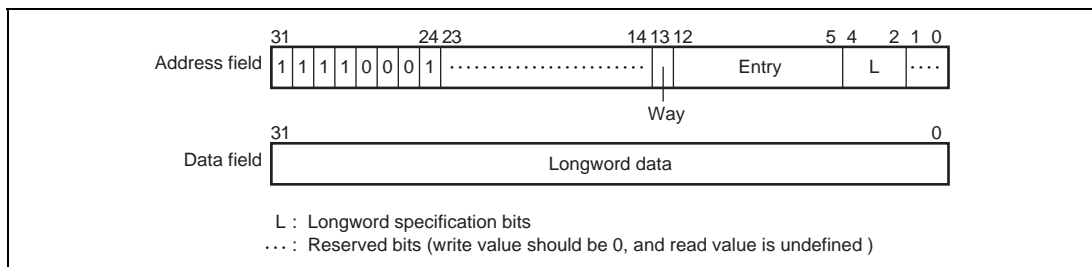 31 24 23 14 13 12 5 4 2 1 0
Address field 1 1 1 1 0 0 0 1 ........................... Entry L ....
Way
31 0
Data field Longword data
L : Longword specification bits
... : Reserved bits (write value should be 0, and read value is undefined )